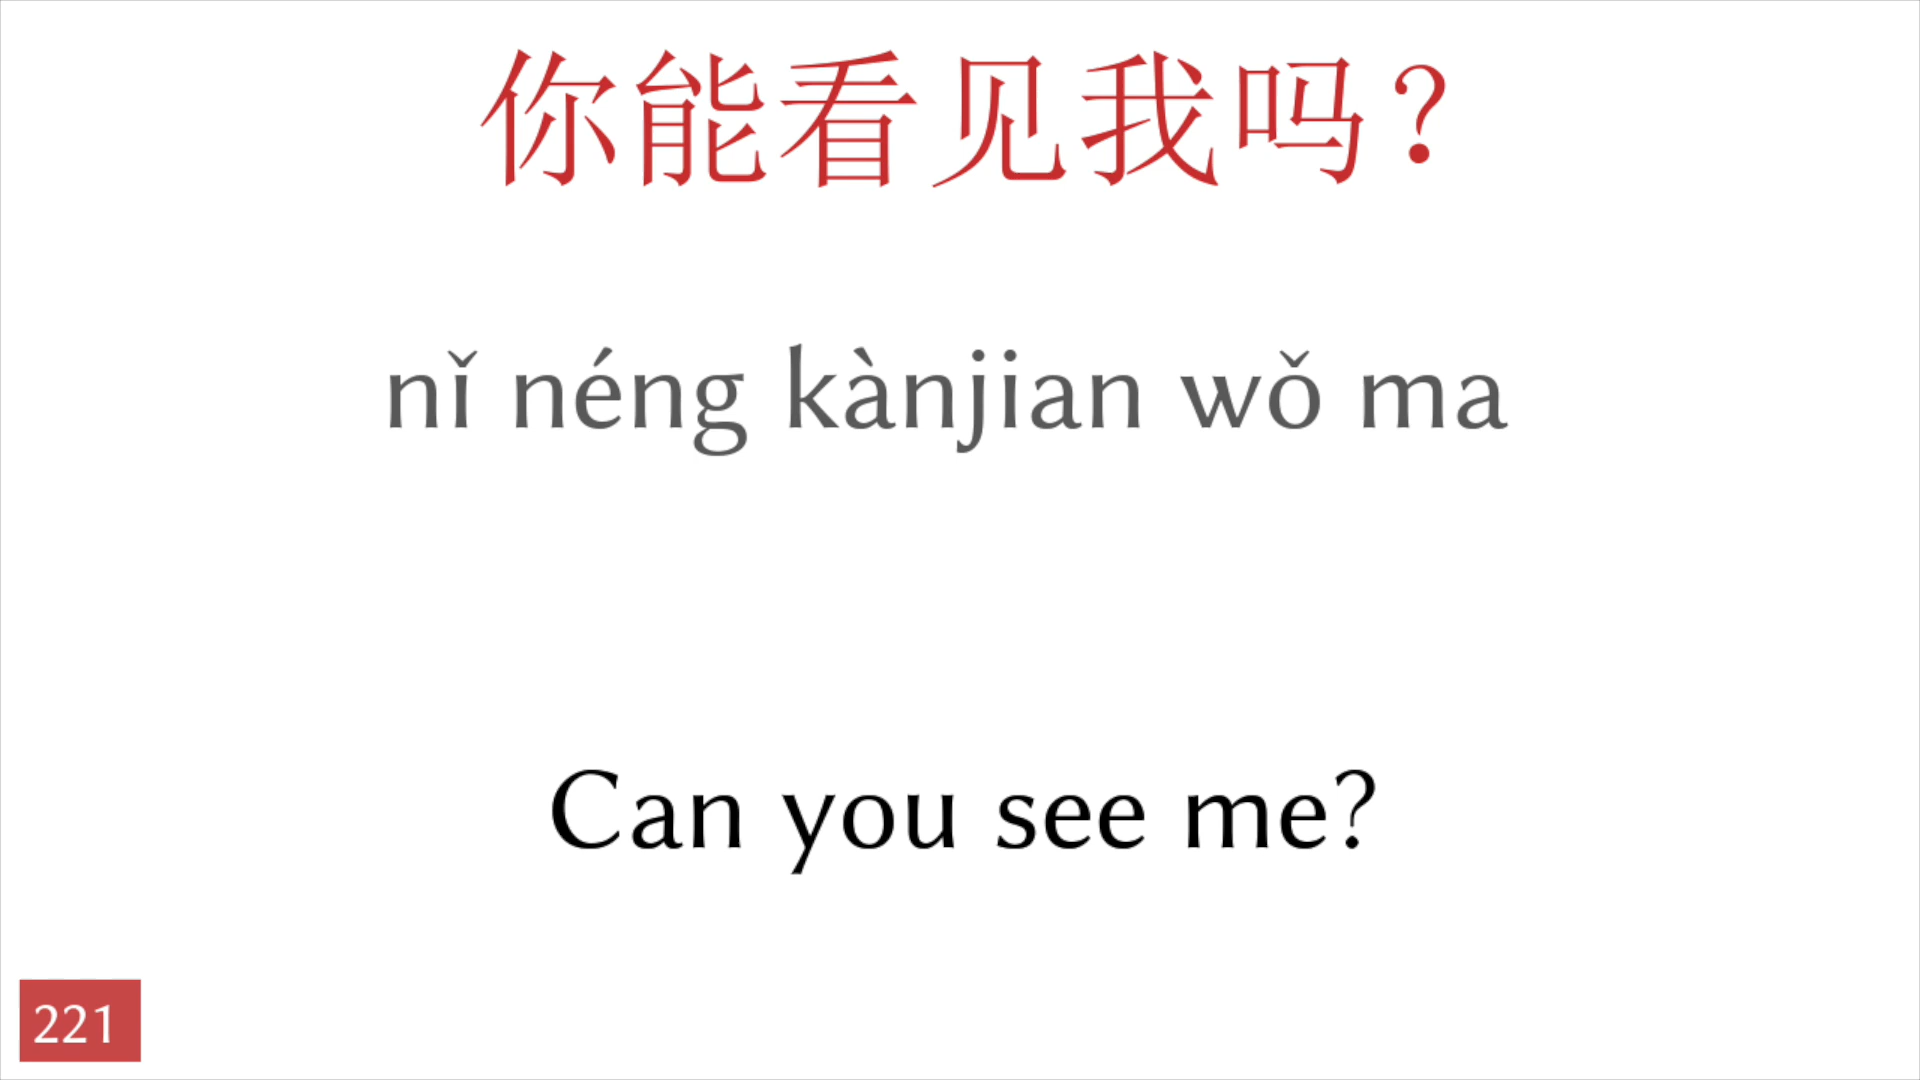 你能看见我吗？
nǐ néng kànjian wǒ ma
Can you see me?
221